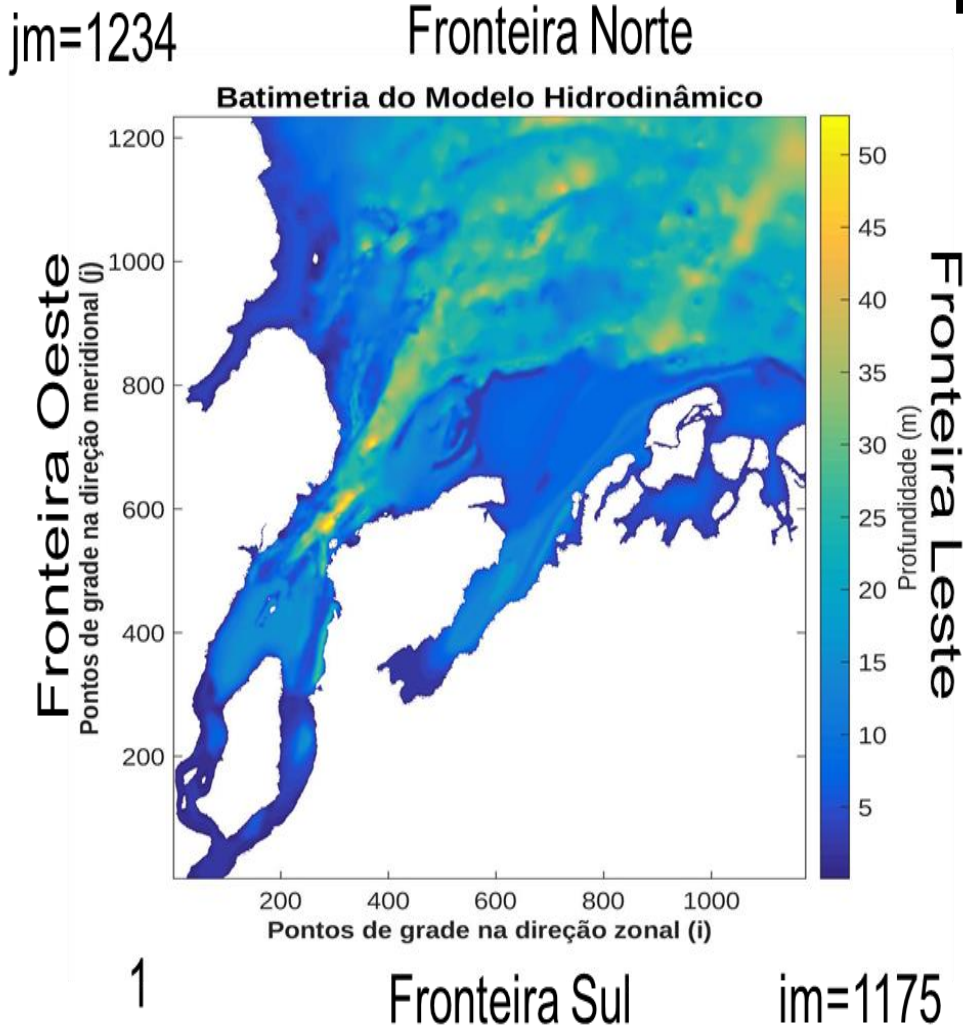 jm=1234
Fronteira Norte
Batimetria do Modelo Hidrodinâmico
Fronteira Oeste
Pontos de grade na direção meridional (j)
1200
1000
800
600
400
200
200 400 600 800 1000
Pontos de grade na direção zonal (i)
50
45
40
35
30
25
20
15
10
5
Profundidade (m)
Fronteira Leste
1
Fronteira Sul
im=1175